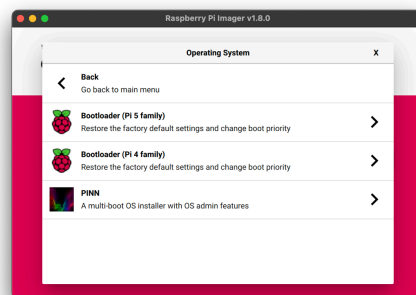 Raspberry Pi Imager v1.8.0
Operating System
X
Back
Go back to main menu
Bootloader (Pi 5 family)
Restore the factory default settings and change boot priority
Bootloader (Pi 4 family)
Restore the factory default settings and change boot priority
PINN
A multi-boot OS installer with OS admin features